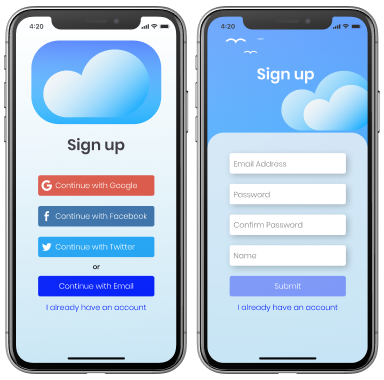 4:20
Sign up
Continue with Google
Continue with Facebook
Continue with Twitter
or
Continue with Email
I already have an account
4:20
Sign up
Email Address
Password
Confirm Password
Name
Submit
I already have an account